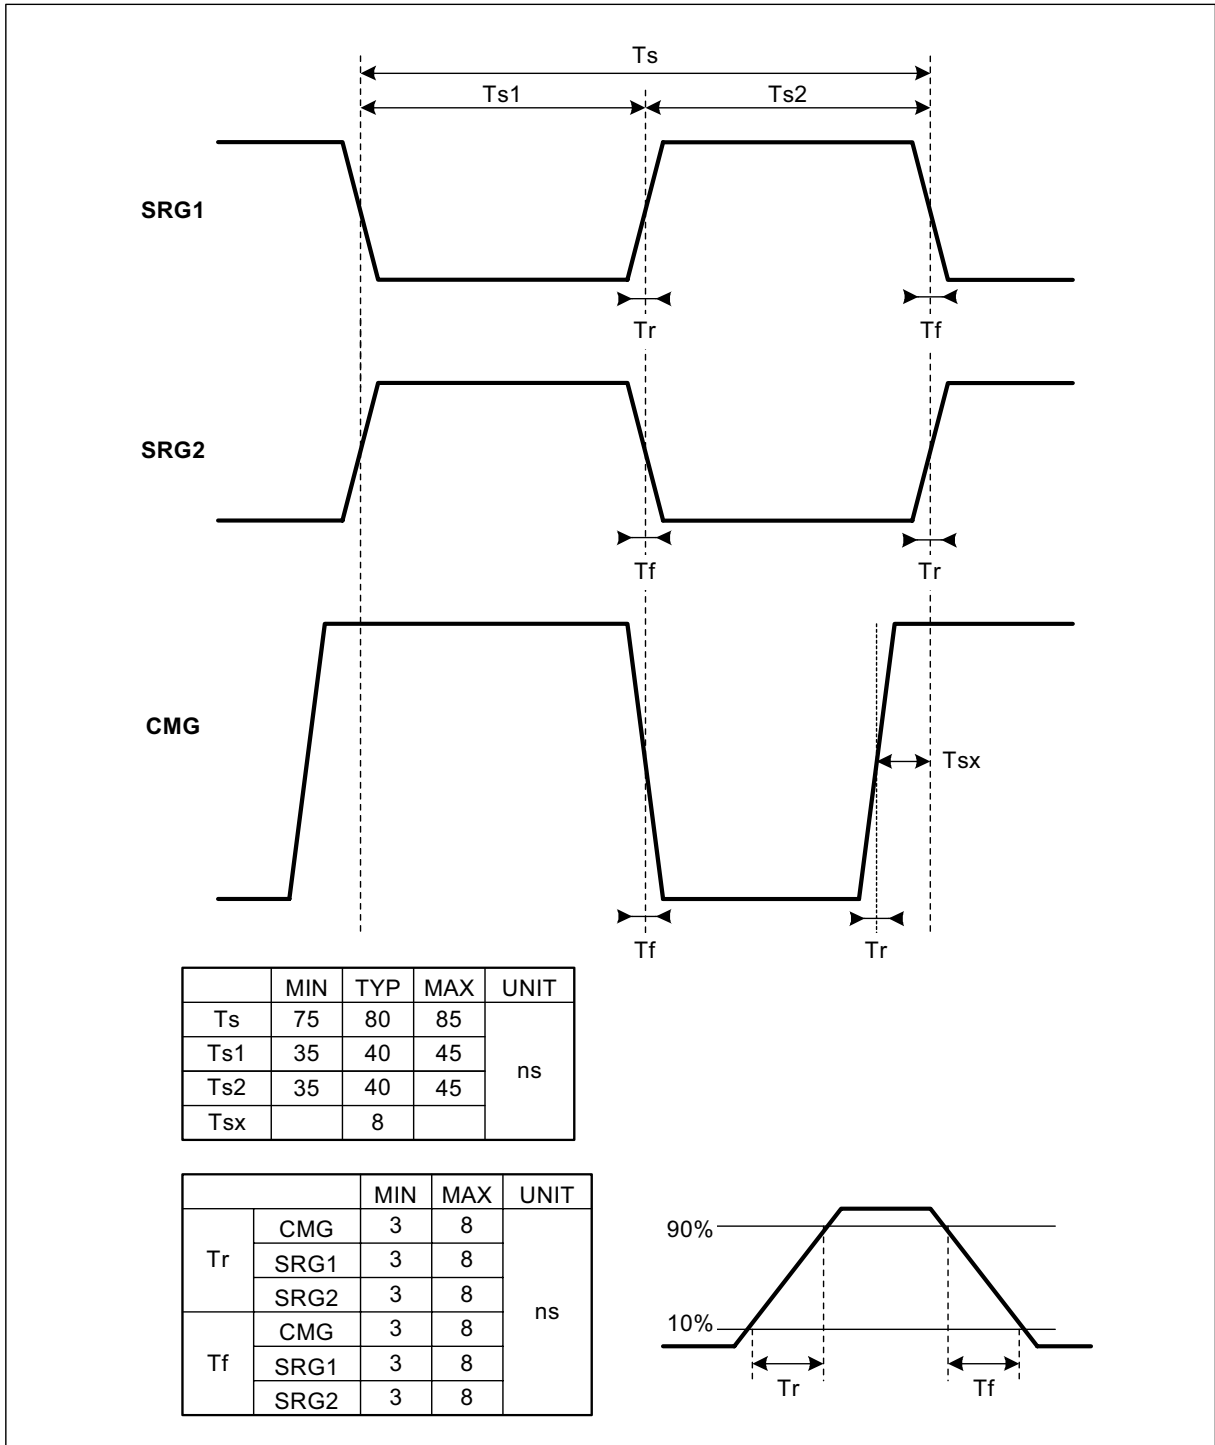 Ts
Ts1 Ts2
SRG1
Tr Tf
SRG2
Tf Tr
CMG
Tsx
Tf Tr
MIN TYP MAX UNIT
Ts 75 80 85
Ts1 35 40 45
ns
Ts2 35 40 45
Tsx 8
MIN MAX UNIT
CMG 3 8
Tr SRG1 3 8
SRG2 3 8
ns
CMG 3 8
Tf SRG1 3 8
SRG2 3 8
90%
10%
Tr Tf